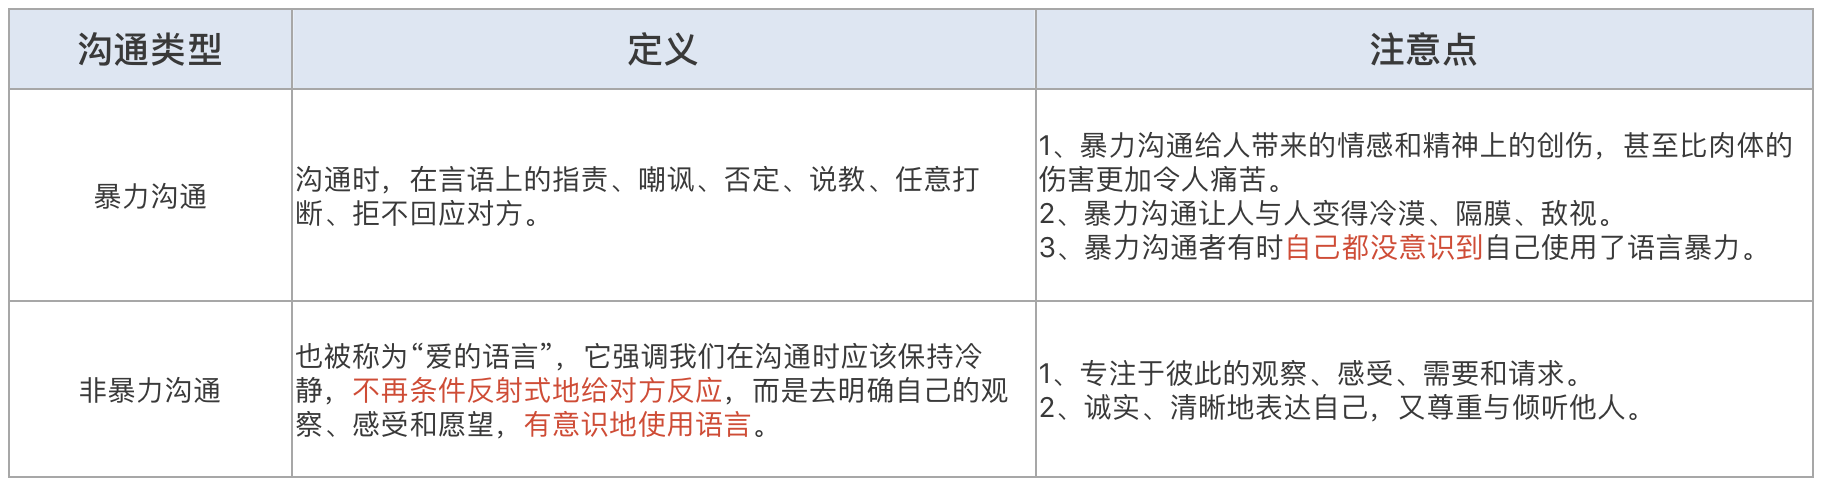 沟通类型
定义
注意点
暴力沟通
沟通时，在言语上的指责、嘲讽、否定、说教、任意打
断、拒不回应对方。
1、暴力沟通给人带来的情感和精神上的创伤，甚至比肉体的
伤害更加令人痛苦。
2、暴力沟通让人与人变得冷漠、隔膜、敌视。
3、暴力沟通者有时自己都没意识到自己使用了语言暴力。
非暴力沟通
也被称为“爱的语言”，它强调我们在沟通时应该保持冷
静，不再条件反射式地给对方反应，而是去明确自己的观
察、感受和愿望，有意识地使用语言。
1、专注于彼此的观察、感受、需要和请求。
2、诚实、清晰地表达自己，又尊重与倾听他人。